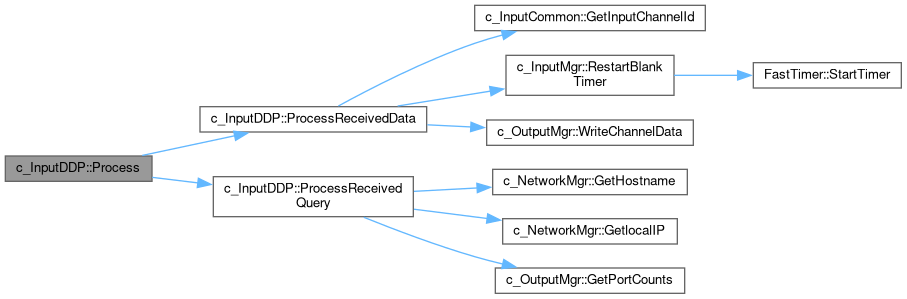 c_InputCommon::GetInputChannelId
c_InputMgr::RestartBlank
Timer
FastTimer::StartTimer
c_InputDDP::ProcessReceivedData
c_OutputMgr::WriteChannelData
c_InputDDP::Process
c_InputDDP::ProcessReceived
Query
c_NetworkMgr::GetHostname
c_NetworkMgr::GetlocalIP
c_OutputMgr::GetPortCounts